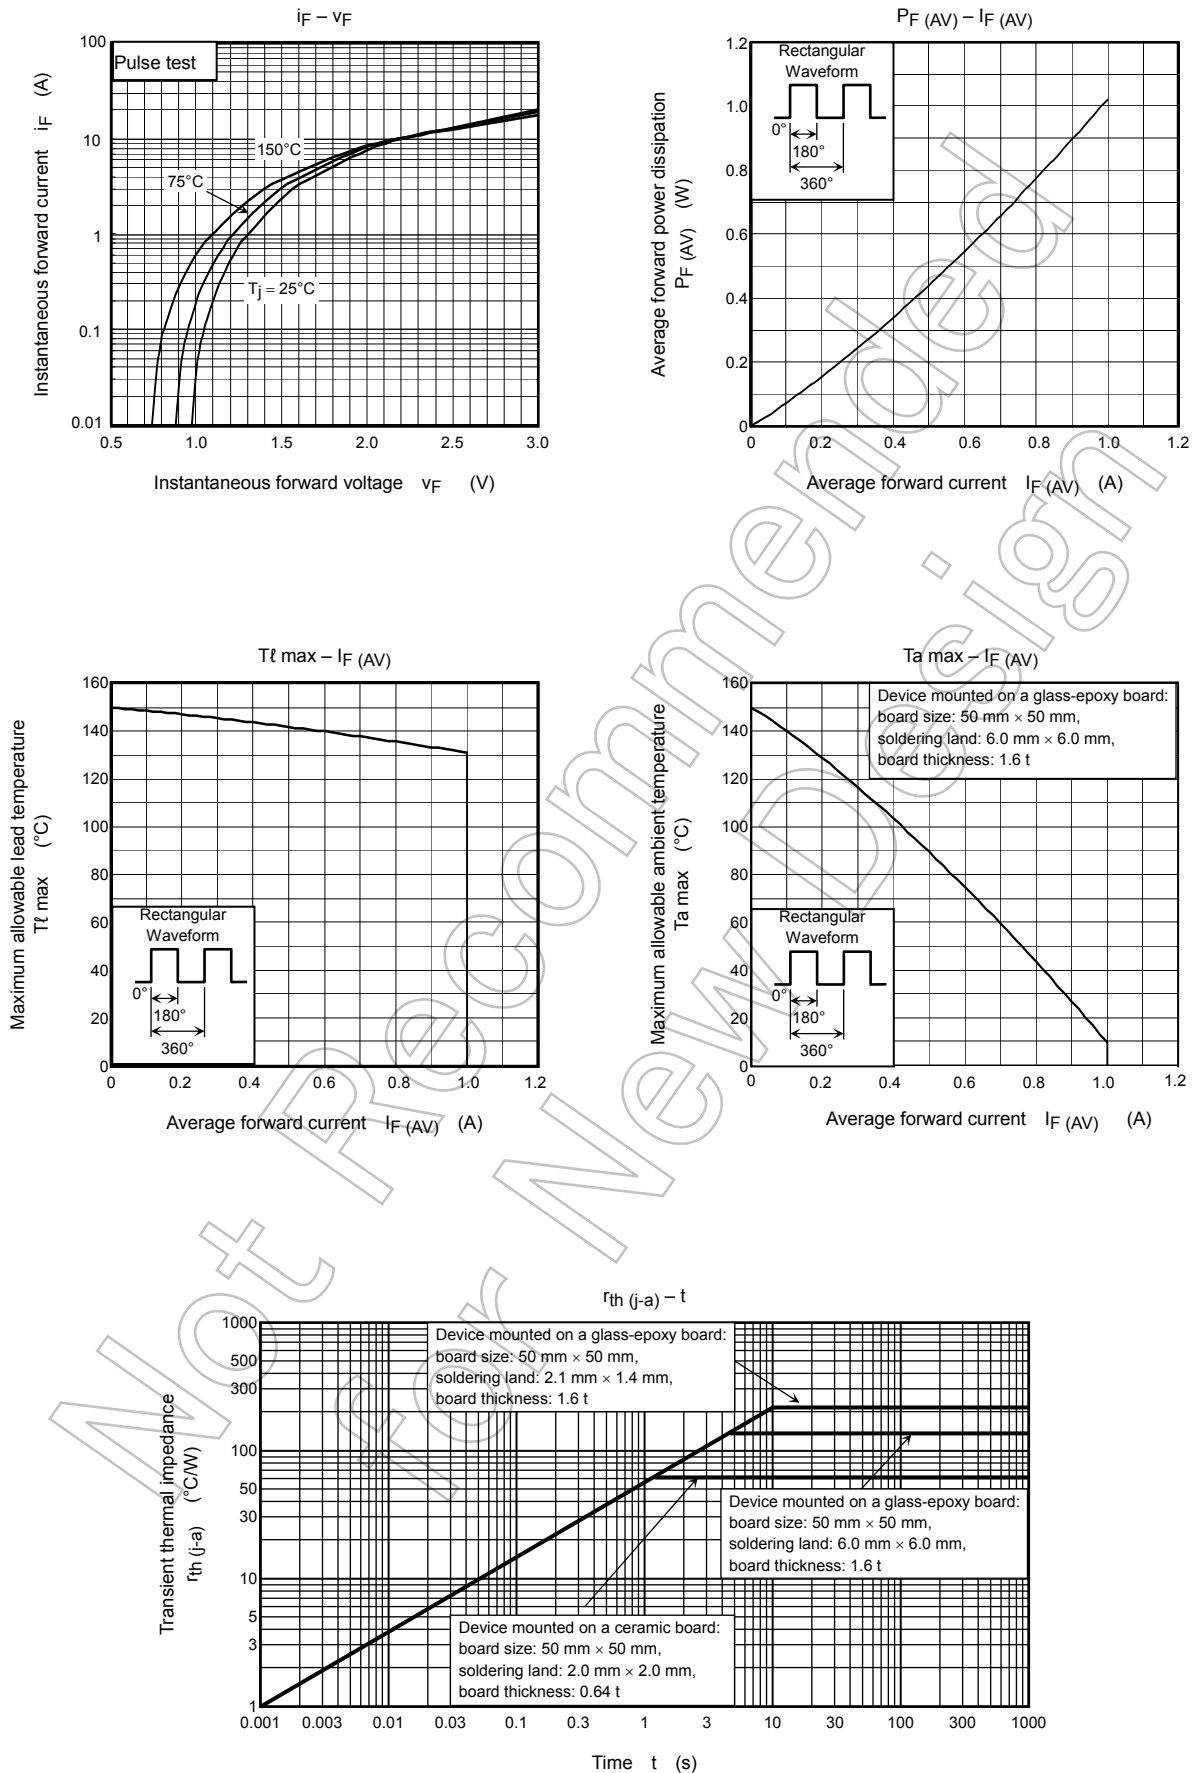 iF – vF
Instantaneous forward current iF (A)
100
10
1
0.1
0.01
Pulse test
150°C
75°C
Tj = 25°C
0.5 1.0 1.5 2.0 2.5 3.0
Instantaneous forward voltage vF (V)
PF (AV) – IF (AV)
Average forward power dissipation
PF (AV) (W)
1.2
1.0
0.8
0.6
0.4
0.2
0
Rectangular
Waveform
0°
180°
360°
0 0.2 0.4 0.6 0.8 1.0 1.2
Average forward current IF (AV) (A)
Tℓ max – IF (AV)
Maximum allowable lead temperature
Tℓ max (°C)
160
140
120
100
80
60
40
20
0
Rectangular
Waveform
0°
180°
360°
0 0.2 0.4 0.6 0.8 1.0 1.2
Average forward current IF (AV) (A)
Ta max – IF (AV)
Maximum allowable ambient temperature
Ta max (°C)
160
140
120
100
80
60
40
20
0
Device mounted on a glass-epoxy board:
board size: 50 mm × 50 mm,
soldering land: 6.0 mm × 6.0 mm,
board thickness: 1.6 t
Rectangular
Waveform
0°
180°
360°
0 0.2 0.4 0.6 0.8 1.0 1.2
Average forward current IF (AV) (A)
rth (j-a) – t
Transient thermal impedance
rth (j-a) (°C/W)
1000
500
300
100
50
30
10
5
3
1
Device mounted on a glass-epoxy board:
board size: 50 mm × 50 mm,
soldering land: 2.1 mm × 1.4 mm,
board thickness: 1.6 t
Device mounted on a glass-epoxy board:
board size: 50 mm × 50 mm,
soldering land: 6.0 mm × 6.0 mm,
board thickness: 1.6 t
Device mounted on a ceramic board:
board size: 50 mm × 50 mm,
soldering land: 2.0 mm × 2.0 mm,
board thickness: 0.64 t
0.001 0.003 0.01 0.03 0.1 0.3 1 3 10 30 100 300 1000
Time t (s)
Not Recommended
for New Design